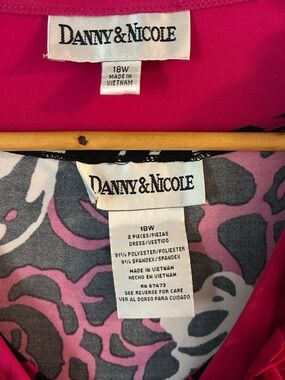 DANNY & NICOLE
18W
MADE IN
VIETNAM
DANNY & NICOLE
18W
2 PIECES/PIEZAS
DRESS/VESTIDO
91% POLYESTER/POLIESTER
9% SPANDEX/SPANDEX
MADE IN VIETNAM
HECHO EN VIETNAM
RN 67473
SEE REVERSE FOR CARE
VER AL DORSO PARA CUIDADO